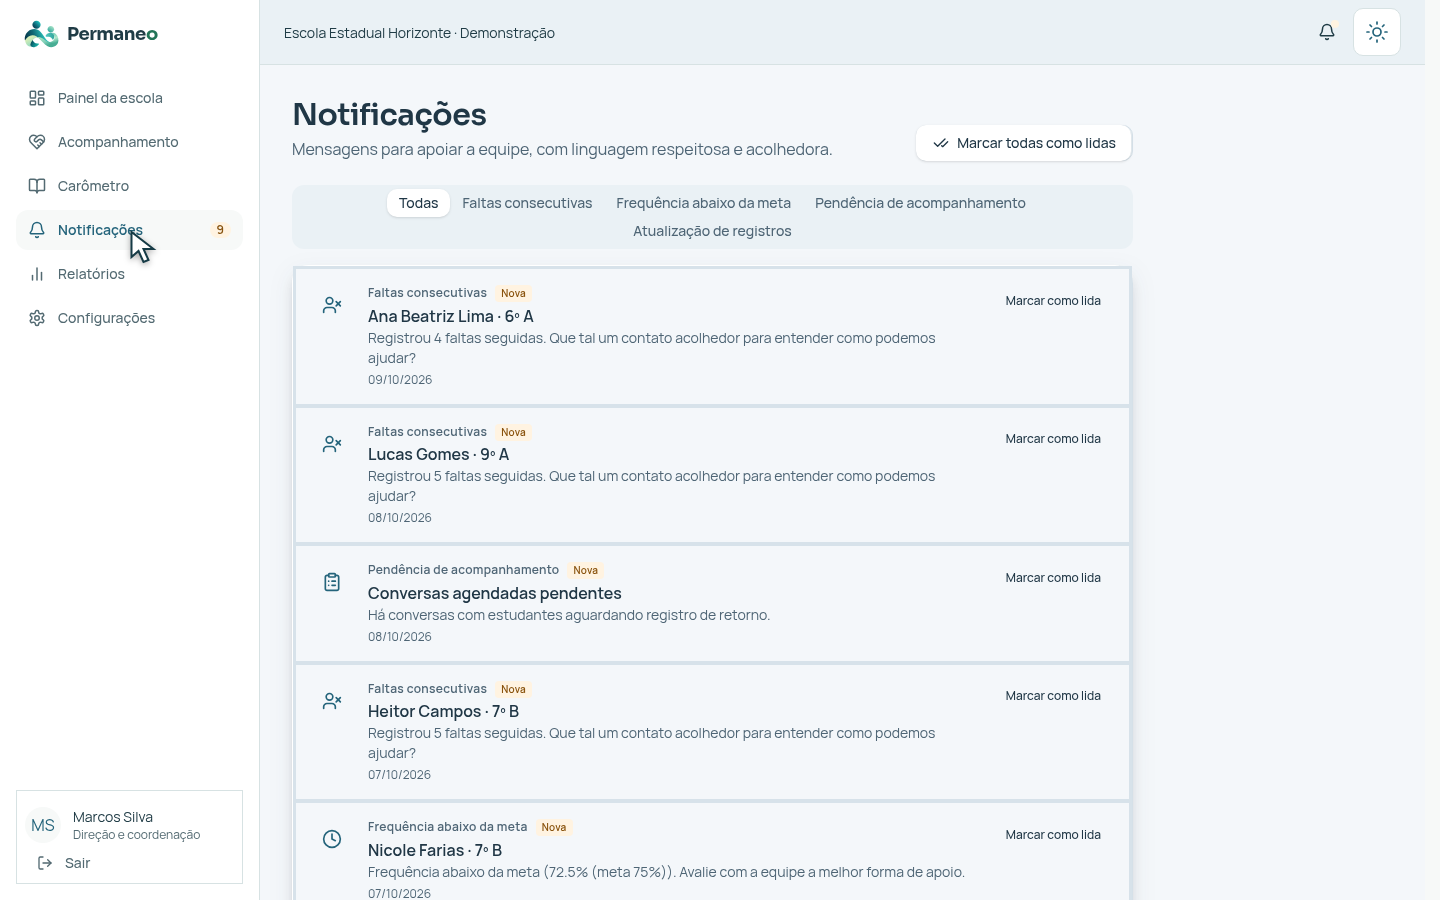 Permaneo
Escola Estadual Horizonte · Demonstração
Painel da escola
Acompanhamento
Carômetro
Notificações
9
Relatórios
Configurações
Notificações
Mensagens para apoiar a equipe, com linguagem respeitosa e acolhedora.
Marcar todas como lidas
Todas
Faltas consecutivas
Frequência abaixo da meta
Pendência de acompanhamento
Atualização de registros
Faltas consecutivas Nova
Ana Beatriz Lima · 6º A
Registrou 4 faltas seguidas. Que tal um contato acolhedor para entender como podemos
ajudar?
09/10/2026
Marcar como lida
Faltas consecutivas Nova
Lucas Gomes · 9º A
Registrou 5 faltas seguidas. Que tal um contato acolhedor para entender como podemos
ajudar?
08/10/2026
Marcar como lida
Pendência de acompanhamento Nova
Conversas agendadas pendentes
Há conversas com estudantes aguardando registro de retorno.
08/10/2026
Marcar como lida
Faltas consecutivas Nova
Heitor Campos · 7º B
Registrou 5 faltas seguidas. Que tal um contato acolhedor para entender como podemos
ajudar?
07/10/2026
Marcar como lida
Frequência abaixo da meta Nova
Nicole Farias · 7º B
Frequência abaixo da meta (72.5% (meta 75%)). Avalie com a equipe a melhor forma de apoio.
07/10/2026
Marcar como lida
MS
Marcos Silva
Direção e coordenação
Sair